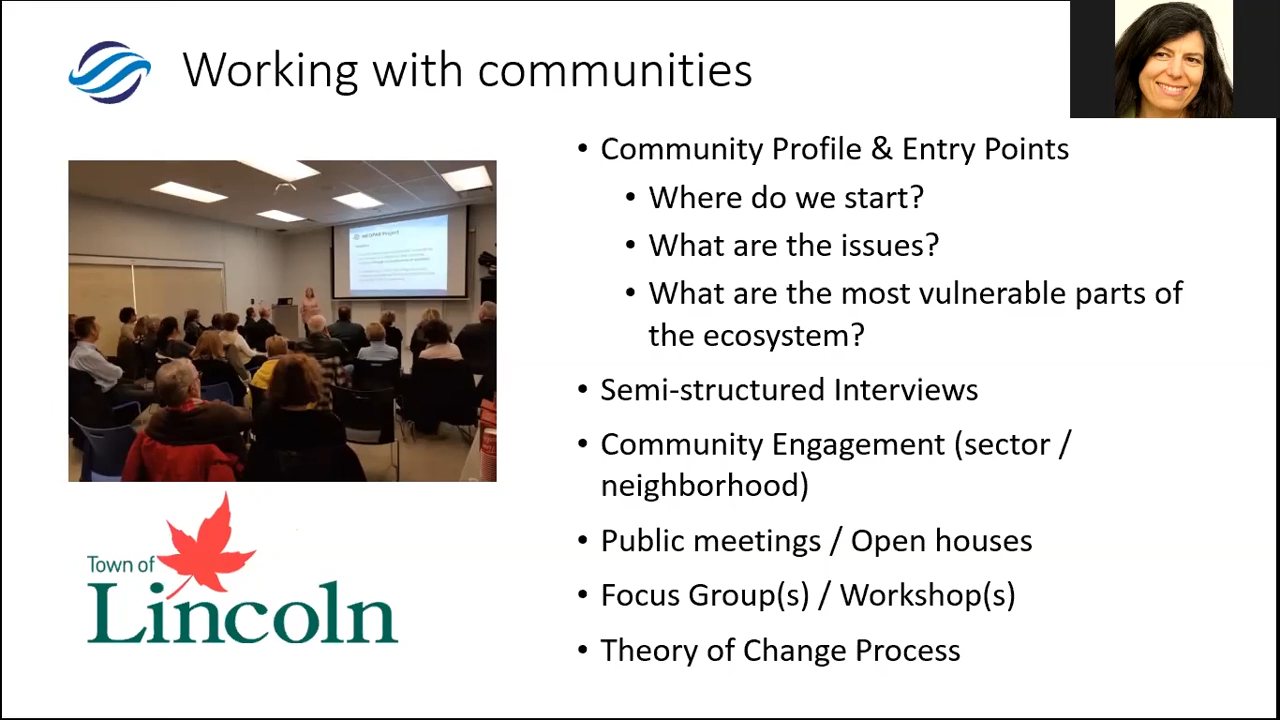 Working with communities
• Community Profile & Entry Points
• Where do we start?
• What are the issues?
• What are the most vulnerable parts of
the ecosystem?
• Semi-structured Interviews
• Community Engagement (sector /
neighborhood)
• Public meetings / Open houses
• Focus Group(s) / Workshop(s)
• Theory of Change Process
Town of
Lincoln